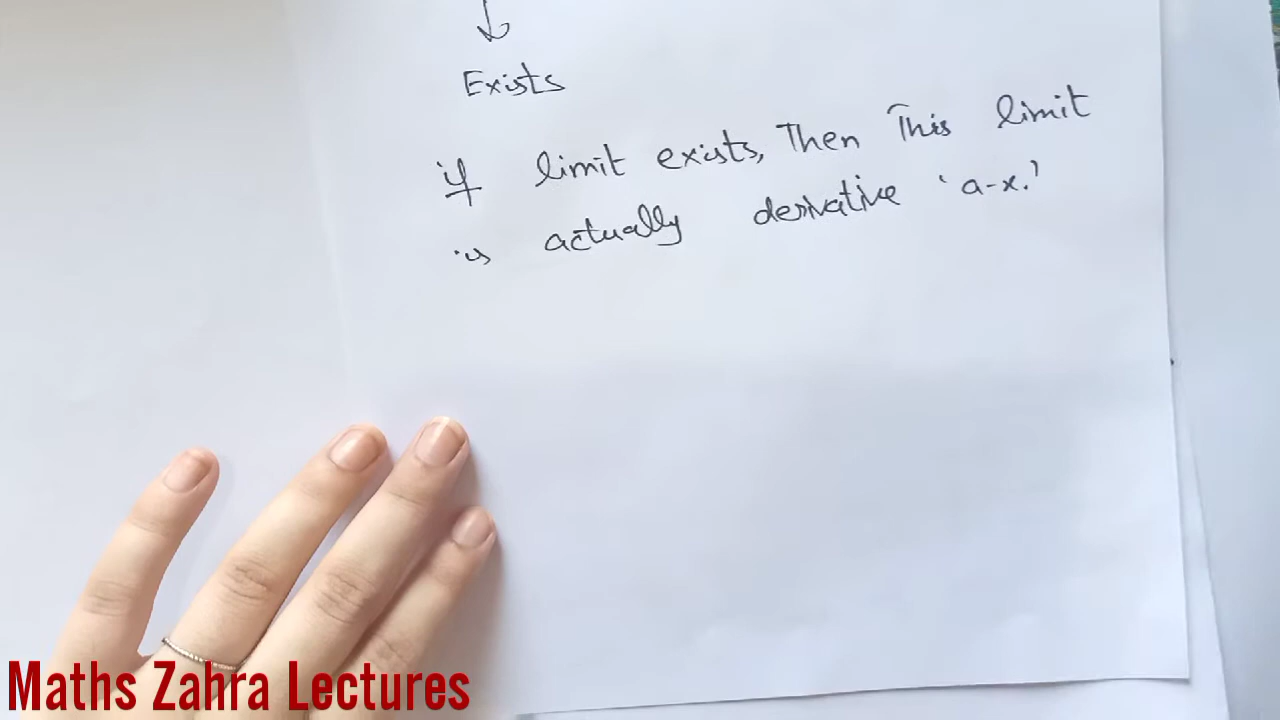 Exists
if limit exists, Then This limit
is actually derivative 'a-x.'
Maths Zahra Lectures